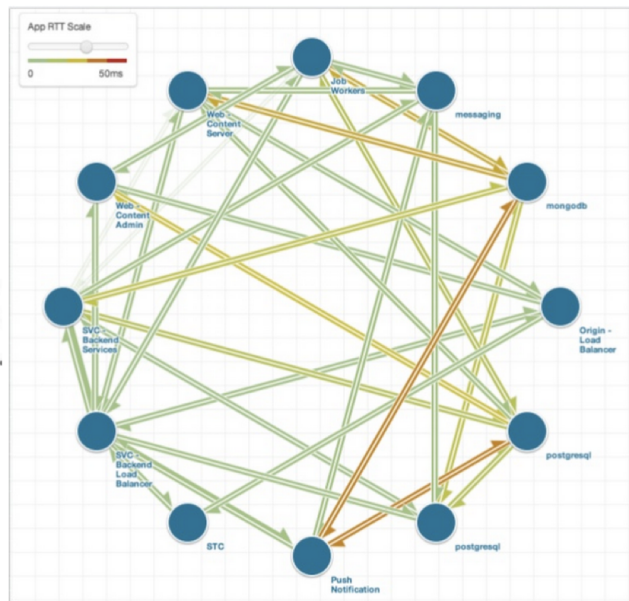 App RTT Scale
0
50ms
Job
Workers
messaging
Web -
Content
Server
mongodb
Web -
Content
Admin
SVC -
Backend
Services
Origin -
Load
Balancer
SVC -
Backend
Load
Balancer
postgresql
STC
postgresql
Push
Notification